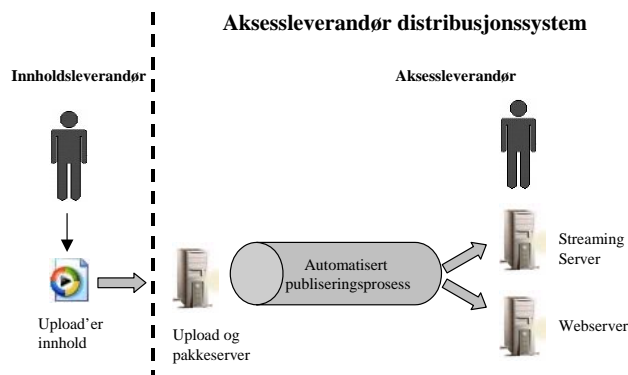 Aksessleverandør distribusjonssystem
Innholdsleverandør
Aksessleverandør
Upload'er
innhold
Upload og
pakkeserver
Automatisert
publiseringsprosess
Streaming
Server
Webserver